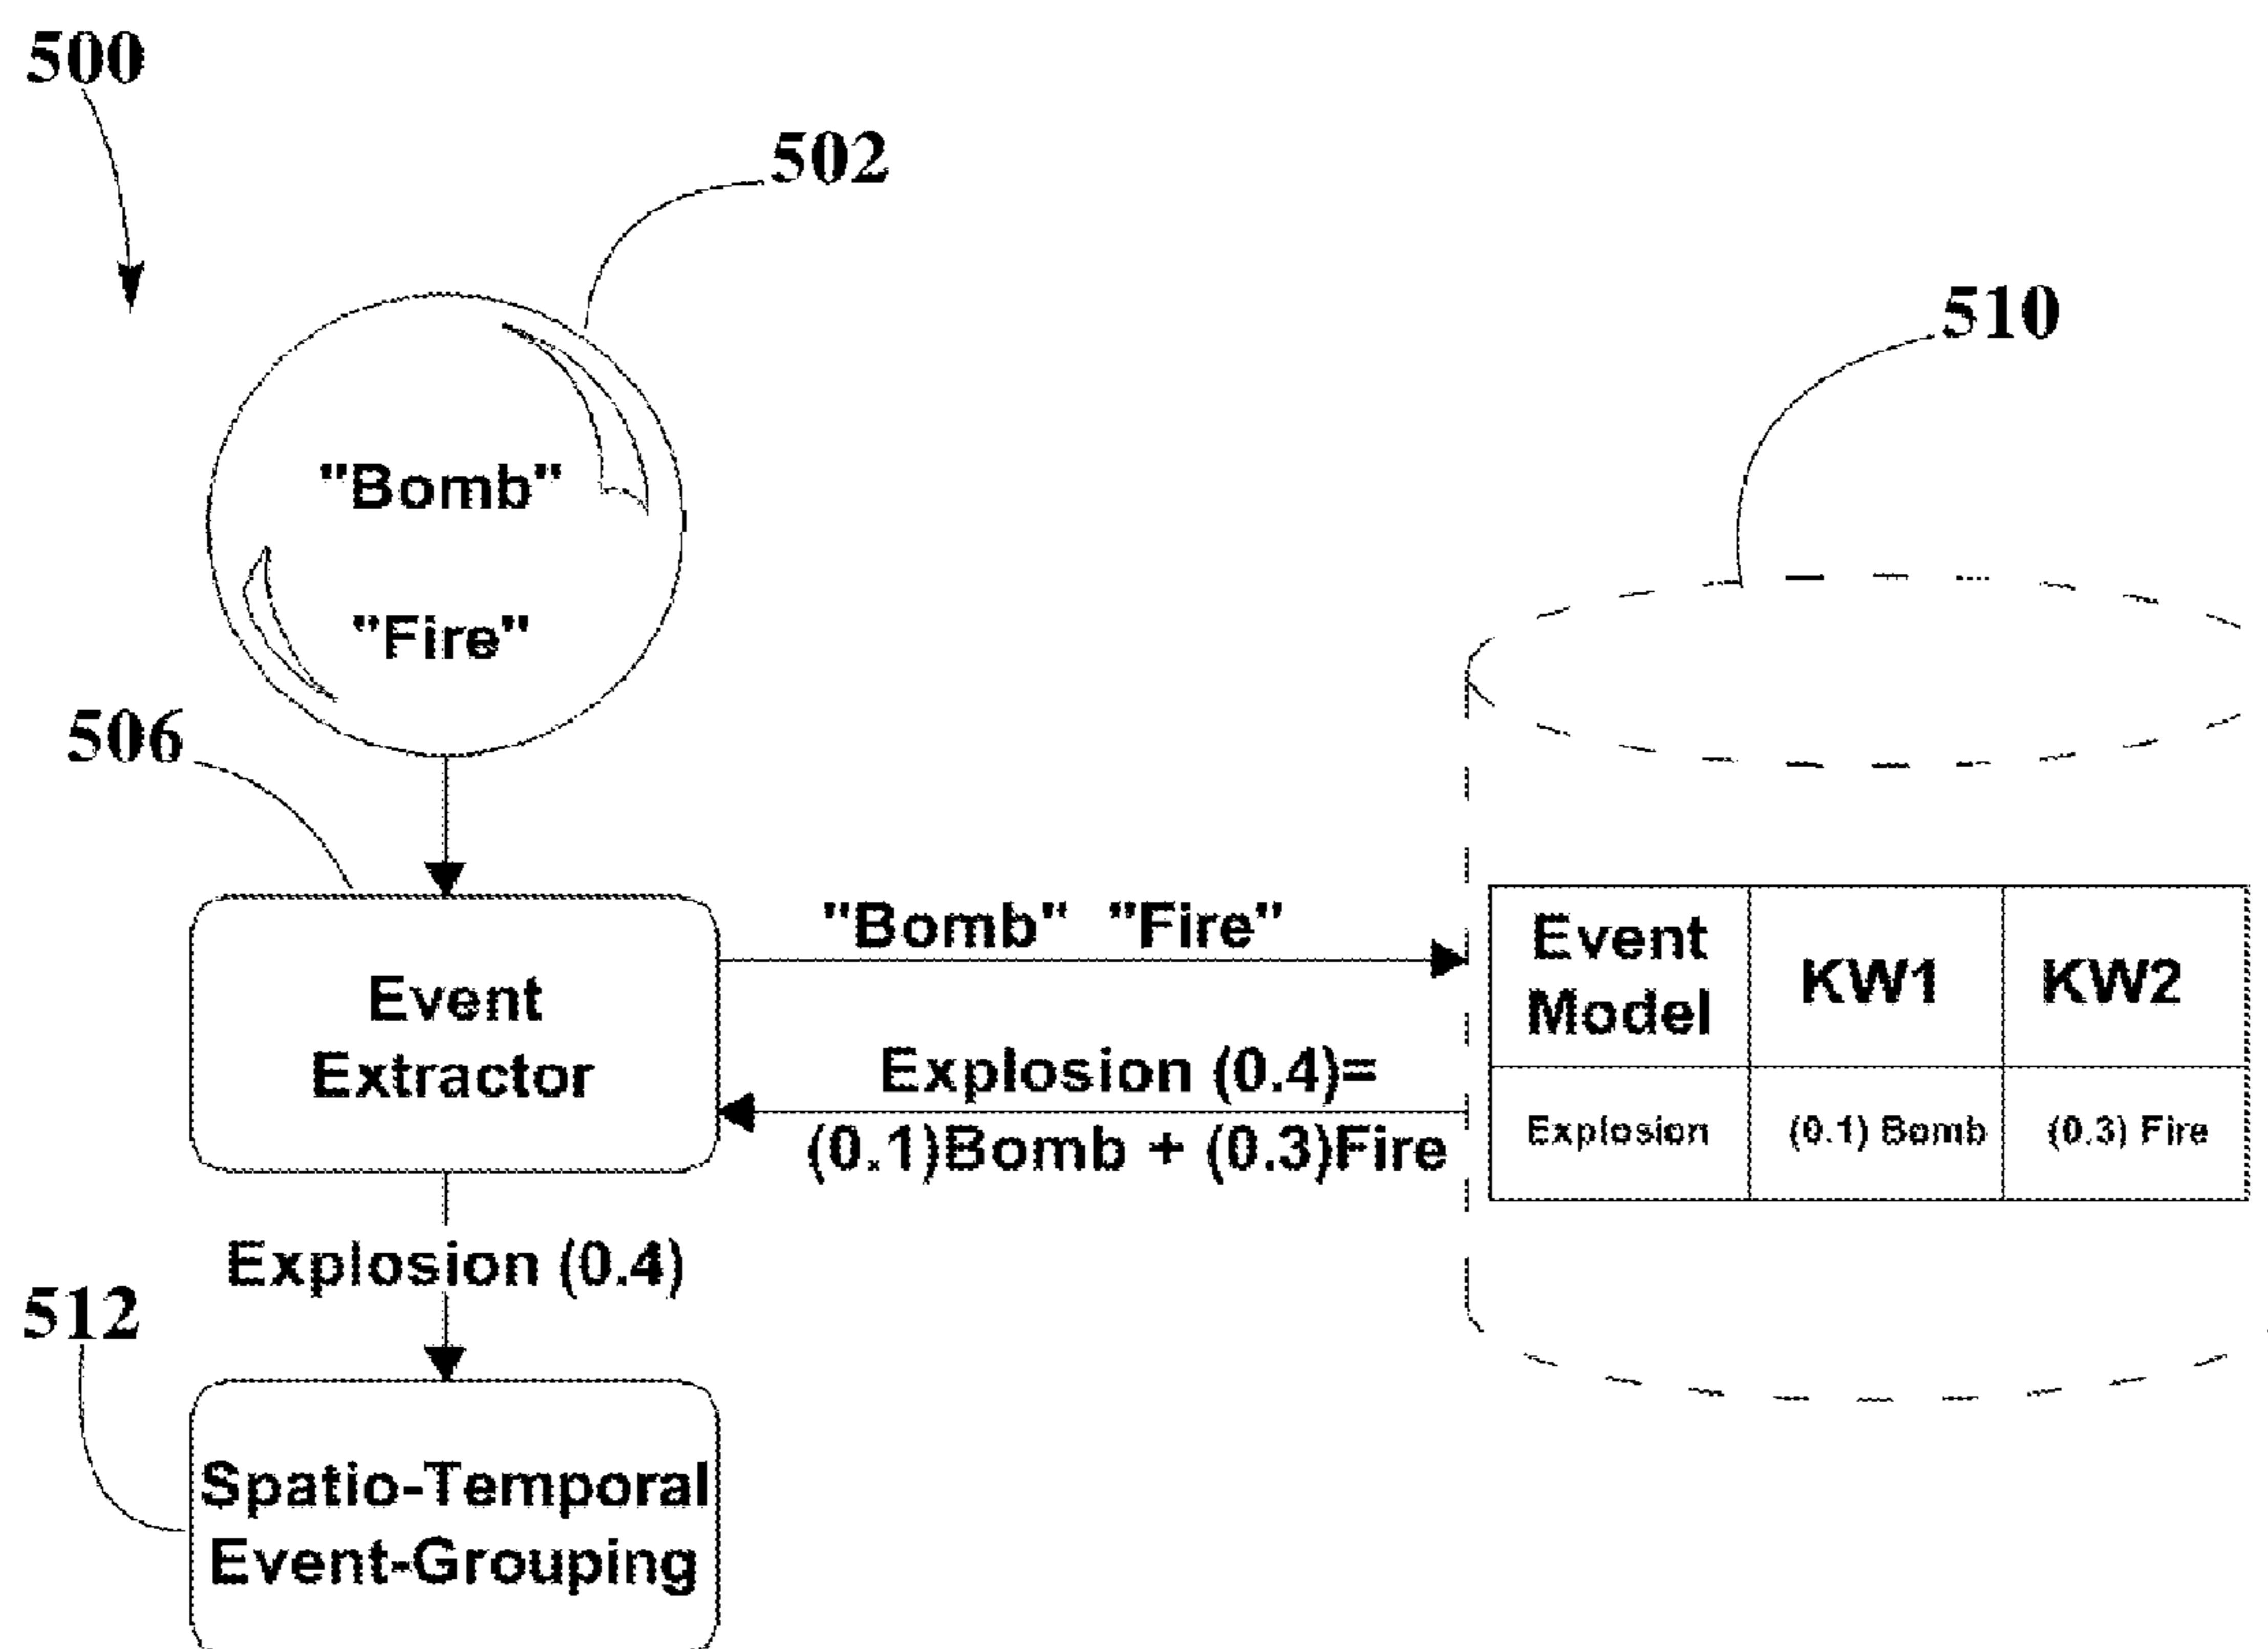 500
502
510
"Bomb"
"Fire"
506
"Bomb" "Fire"
Event
Extractor
Explosion (0.4)=
(0.1)Bomb + (0.3)Fire
Event
Model
KW1
KW2
Explosion
(0.1) Bomb
(0.3) Fire
Explosion (0.4)
512
Spatio-Temporal
Event-Grouping